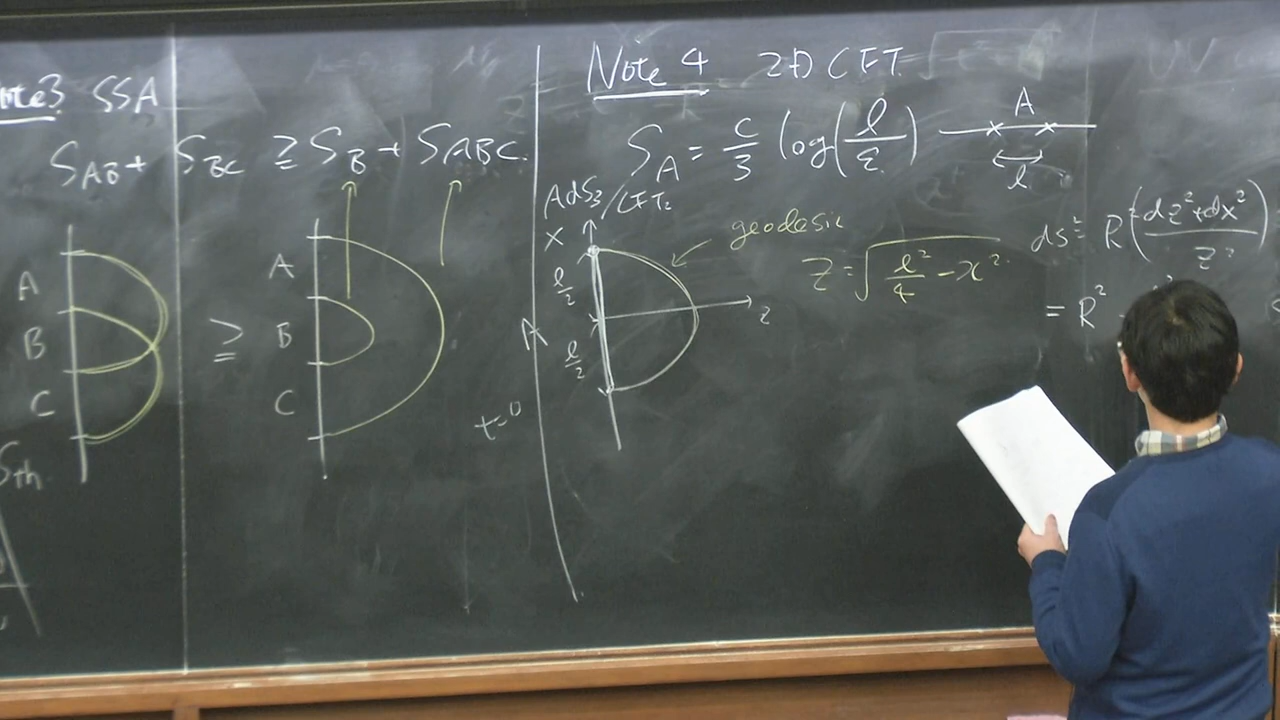 Note3 SSA
S_AB + S_BC ≥ S_B + S_ABC.
A
B
C
≥
A
B
C
Sth
Note 4 2D CFT
S_A = c/3 log(l/ε)
A
l
AdS3/CFT2
x
l/2
A
l/2
z
t=0
geodesic
z = √(l²/4 - x²)
ds² = R²(dz²+dx²/z²)
= R²